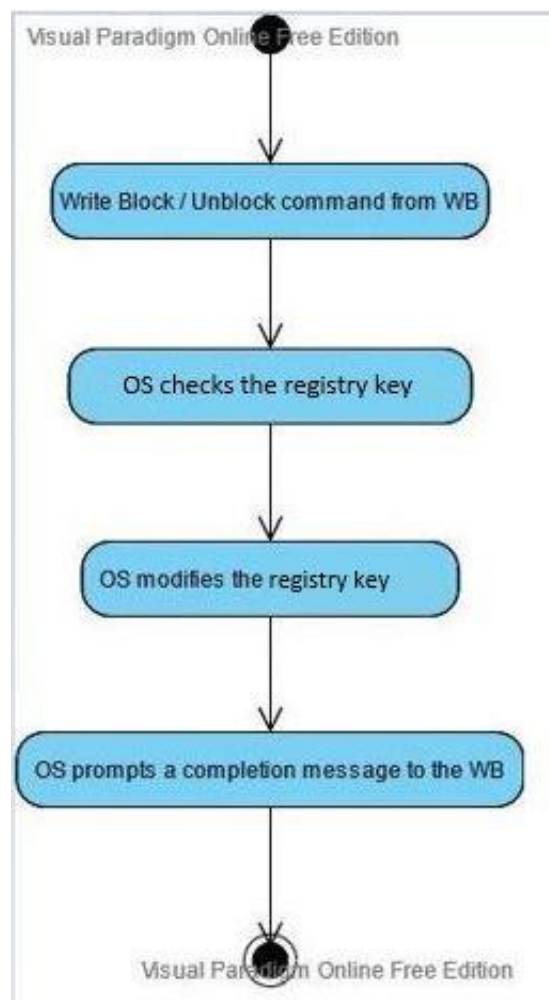 Visual Paradigm Online Free Edition
Write Block / Unblock command from WB
OS checks the registry key
OS modifies the registry key
OS prompts a completion message to the WB
Visual Paradigm Online Free Edition